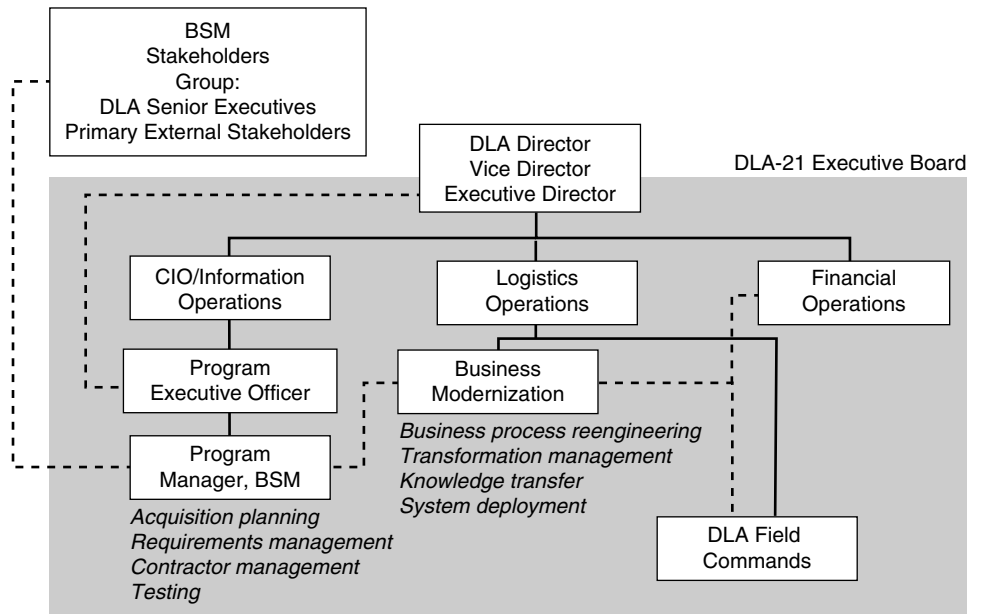 BSM
Stakeholders
Group:
DLA Senior Executives
Primary External Stakeholders
DLA Director
Vice Director
Executive Director
DLA-21 Executive Board
CIO/Information
Operations
Logistics
Operations
Financial
Operations
Program
Executive Officer
Business
Modernization
Business process reengineering
Transformation management
Knowledge transfer
System deployment
Program
Manager, BSM
Acquisition planning
Requirements management
Contractor management
Testing
DLA Field
Commands